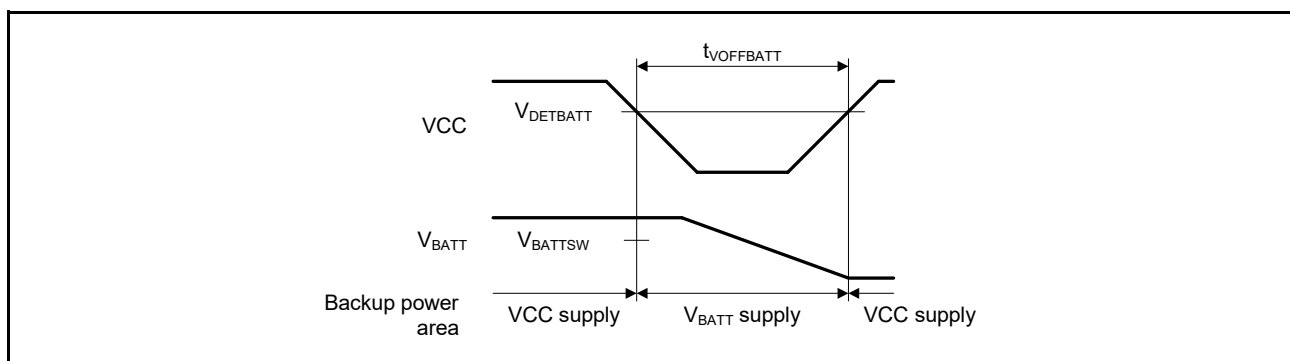 tVOFFBATT
VCC
VDETBATT
VBATT
VBATTSW
Backup power
area
VCC supply
VBATT supply
VCC supply